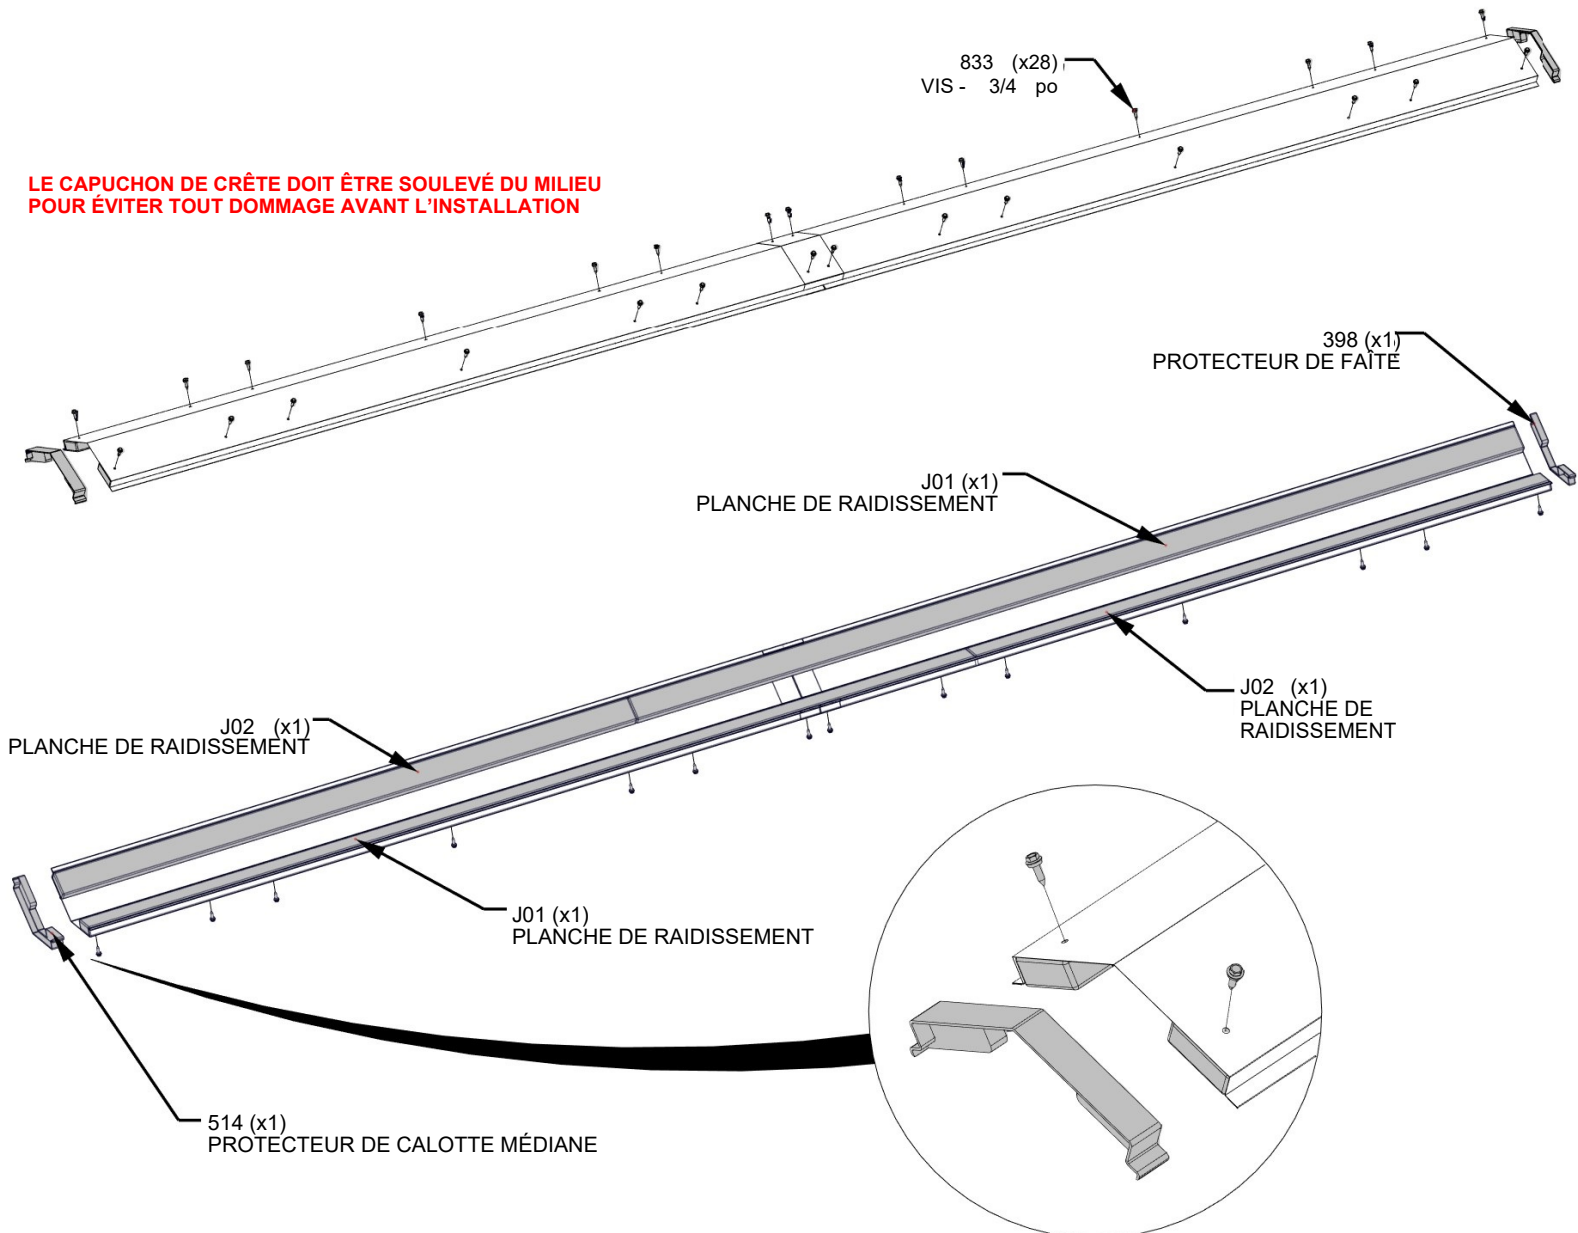 833 (x28)
VIS - 3/4 po
LE CAPUCHON DE CRÊTE DOIT ÊTRE SOULEVÉ DU MILIEU
POUR ÉVITER TOUT DOMMAGE AVANT L'INSTALLATION
398 (x1)
PROTECTEUR DE FAÎTE
J01 (x1)
PLANCHE DE RAIDISSEMENT
J02 (x1)
PLANCHE DE
RAIDISSEMENT
J02 (x1)
PLANCHE DE RAIDISSEMENT
J01 (x1)
PLANCHE DE RAIDISSEMENT
514 (x1)
PROTECTEUR DE CALOTTE MÉDIANE